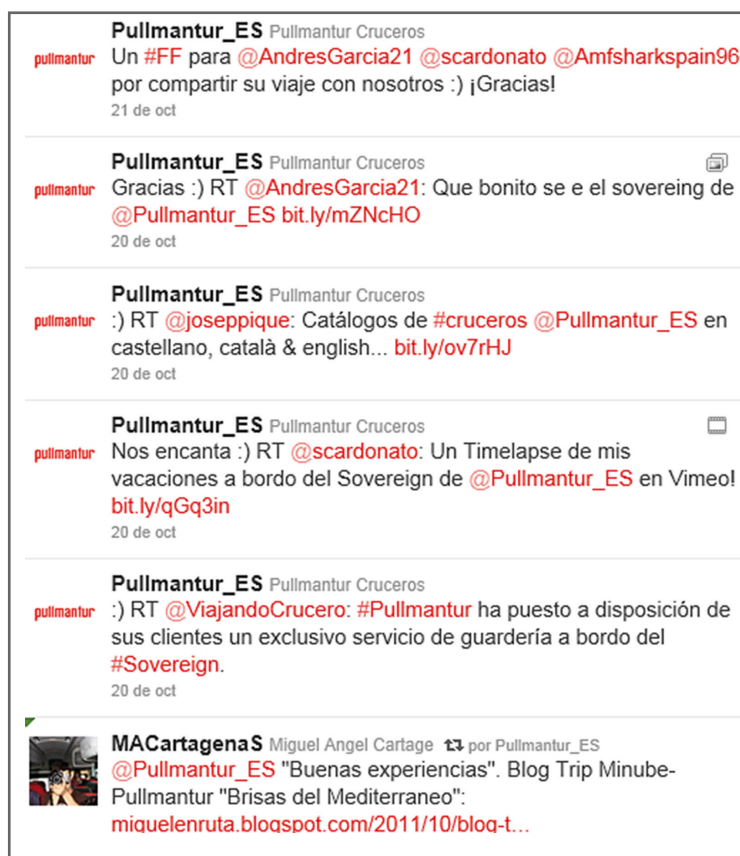 Pullmantur_ES Pullmantur Cruceros
pullmantur Un #FF para @AndresGarcia21 @scardonato @Amfsharkspain96
por compartir su viaje con nosotros :) ¡Gracias!
21 de oct
Pullmantur_ES Pullmantur Cruceros
pullmantur Gracias :) RT @AndresGarcia21: Que bonito se e el sovereing de
@Pullmantur_ES bit.ly/mZNcHO
20 de oct
Pullmantur_ES Pullmantur Cruceros
pullmantur :) RT @joseppique: Catálogos de #cruceros @Pullmantur_ES en
castellano, català & english... bit.ly/ov7rHJ
20 de oct
Pullmantur_ES Pullmantur Cruceros
pullmantur Nos encanta :) RT @scardonato: Un Timelapse de mis
vacaciones a bordo del Sovereign de @Pullmantur_ES en Vimeo!
bit.ly/qGq3in
20 de oct
Pullmantur_ES Pullmantur Cruceros
pullmantur :) RT @ViajandoCrucero: #Pullmantur ha puesto a disposición de
sus clientes un exclusivo servicio de guardería a bordo del
#Sovereign.
20 de oct
MACartagenaS Miguel Angel Cartage por Pullmantur_ES
@Pullmantur_ES "Buenas experiencias". Blog Trip Minube-
Pullmantur "Brisas del Mediterraneo":
miguelenruta.blogspot.com/2011/10/blog-t...